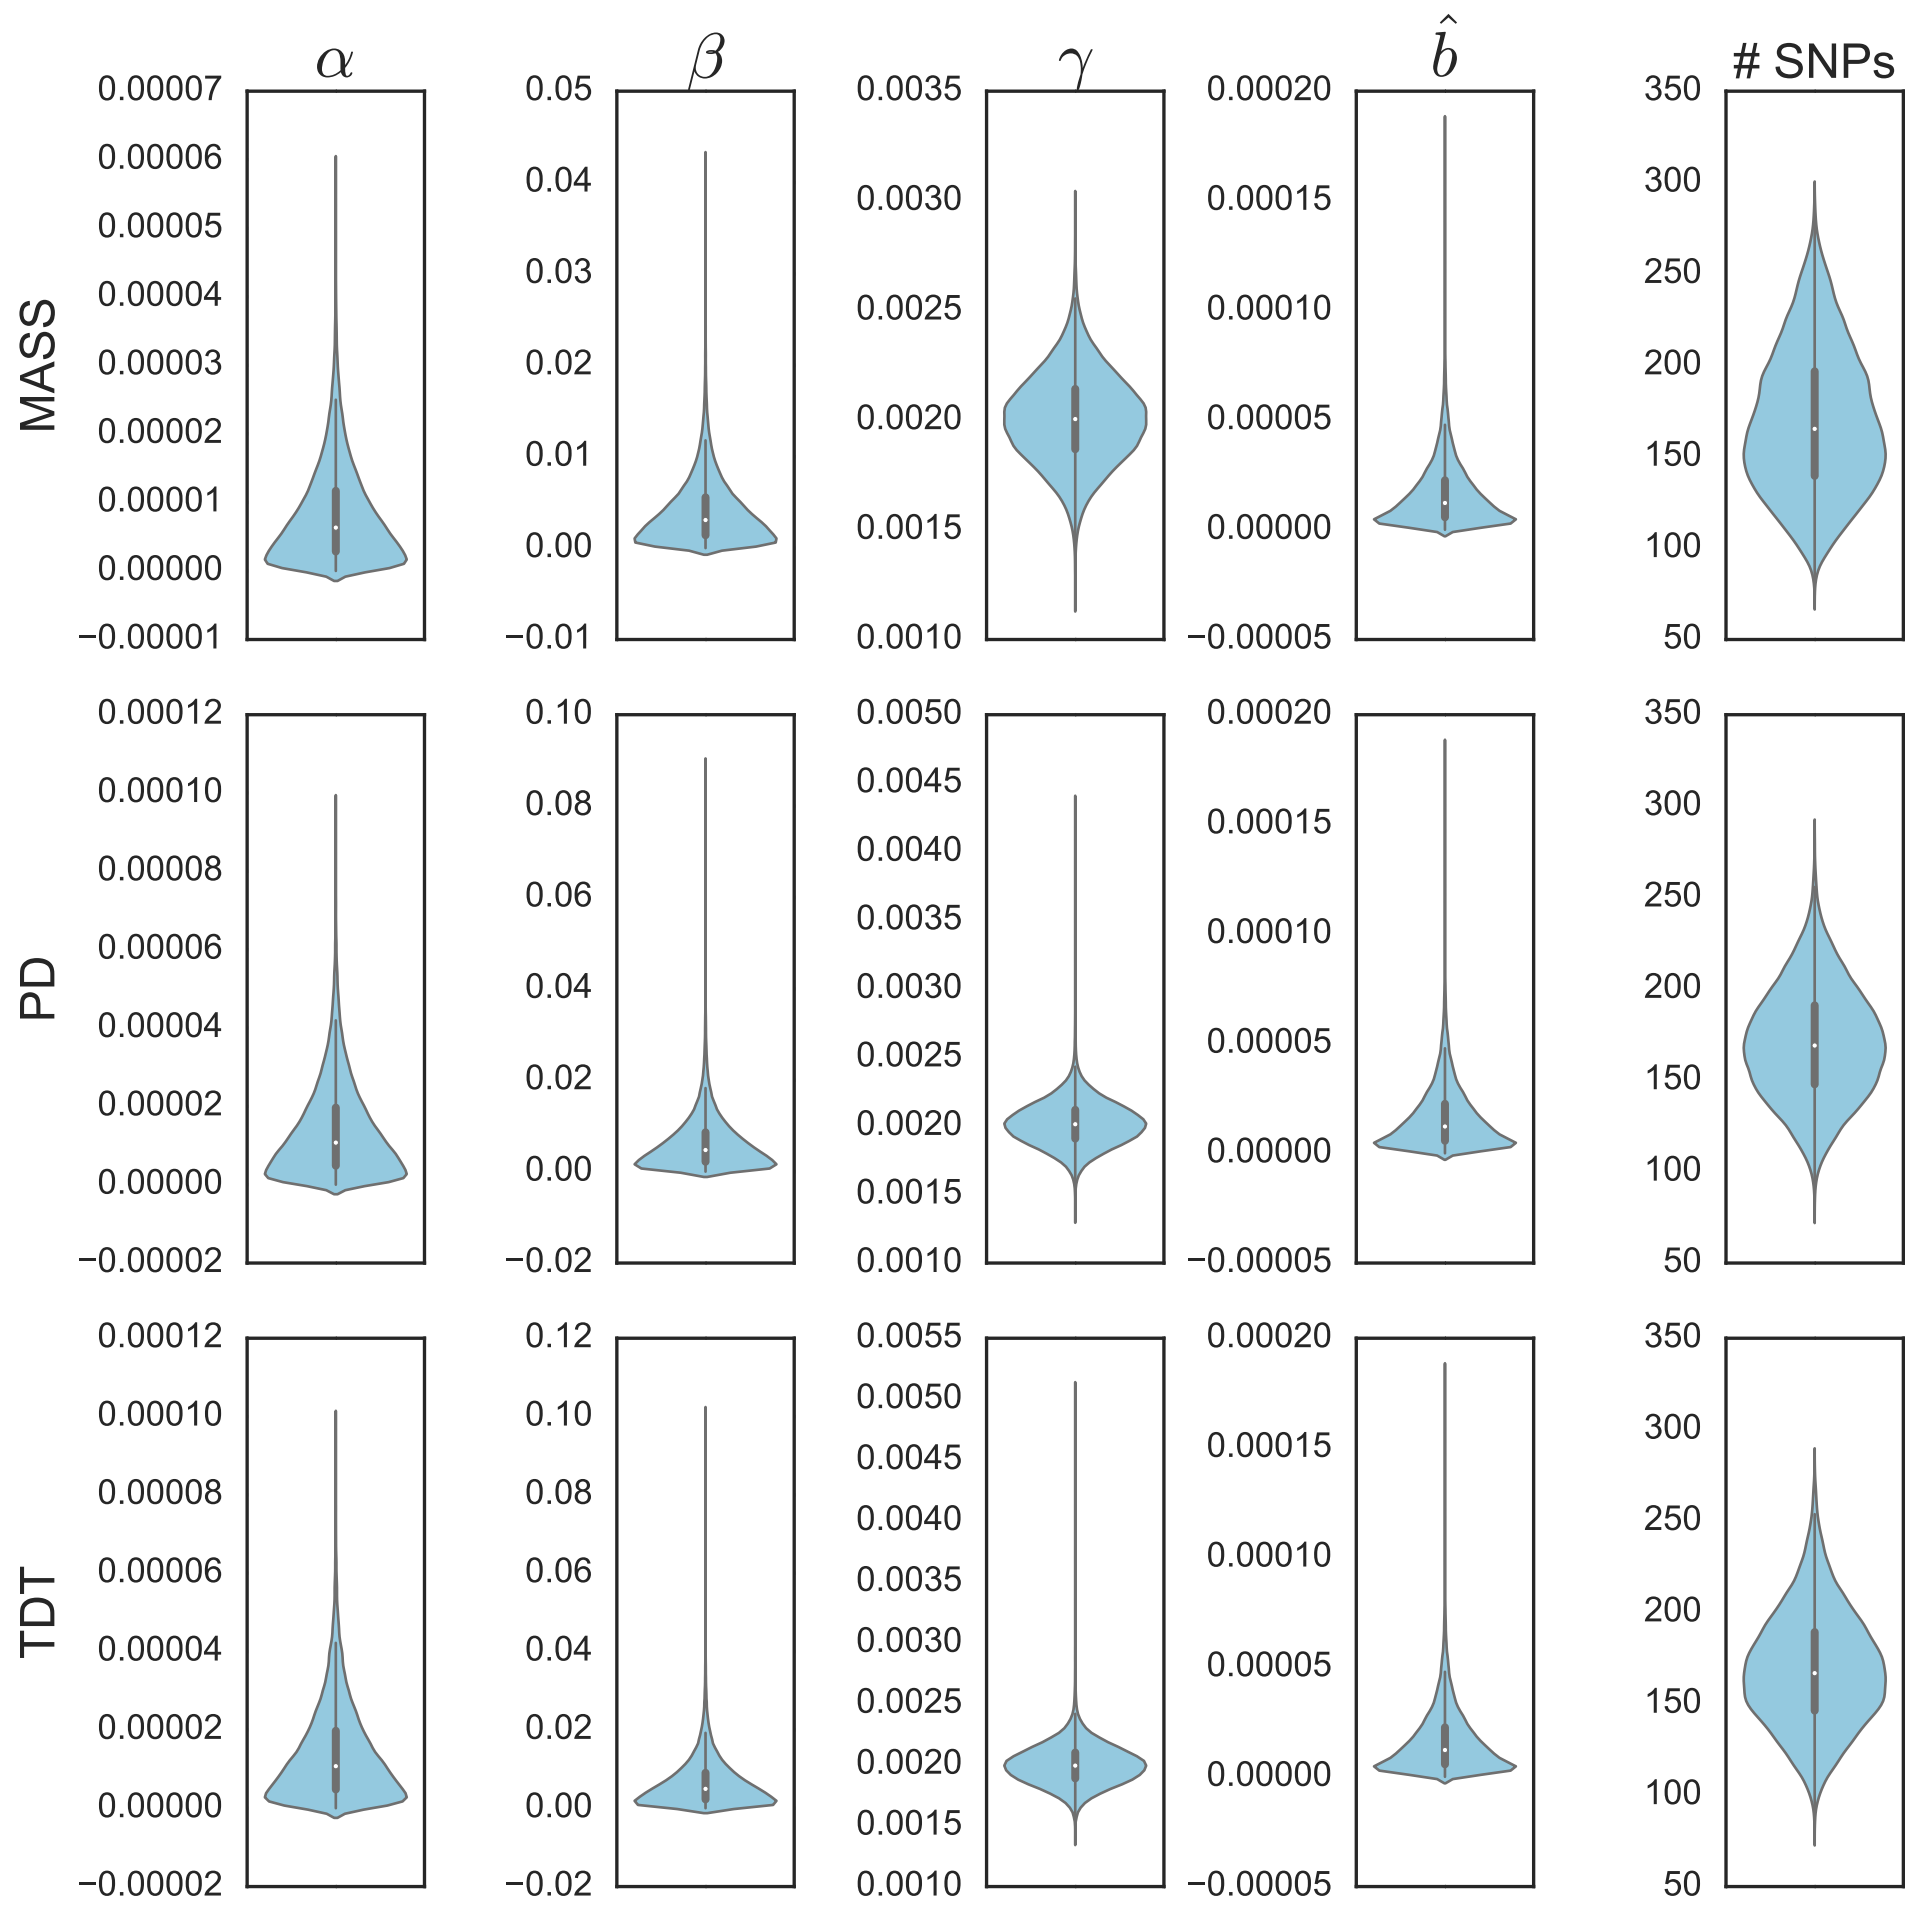 α β γ b̂ # SNPs
MASS
0.00007 0.05 0.0035 0.00020 350
0.00006 0.04 0.0030 0.00015 300
0.00005 0.03 0.0025 0.00010 250
0.00004 0.02 0.0020 0.00005 200
0.00003 0.01 0.0015 0.00000 150
0.00002 0.00 0.0010 −0.00005 100
0.00001 −0.01 50
0.00000
−0.00001
PD
0.00012 0.10 0.0050 0.00020 350
0.00010 0.08 0.0045 0.00015 300
0.00008 0.06 0.0040 0.00010 250
0.00006 0.04 0.0035 0.00005 200
0.00004 0.02 0.0030 0.00000 150
0.00002 0.00 0.0025 −0.00005 100
0.00000 −0.02 0.0020 50
−0.00002 0.0015
0.0010
TDT
0.00012 0.12 0.0055 0.00020 350
0.00010 0.10 0.0050 0.00015 300
0.00008 0.08 0.0045 0.00010 250
0.00006 0.06 0.0040 0.00005 200
0.00004 0.04 0.0035 0.00000 150
0.00002 0.02 0.0030 −0.00005 100
0.00000 0.00 0.0025 50
−0.00002 −0.02 0.0020
0.0015
0.0010